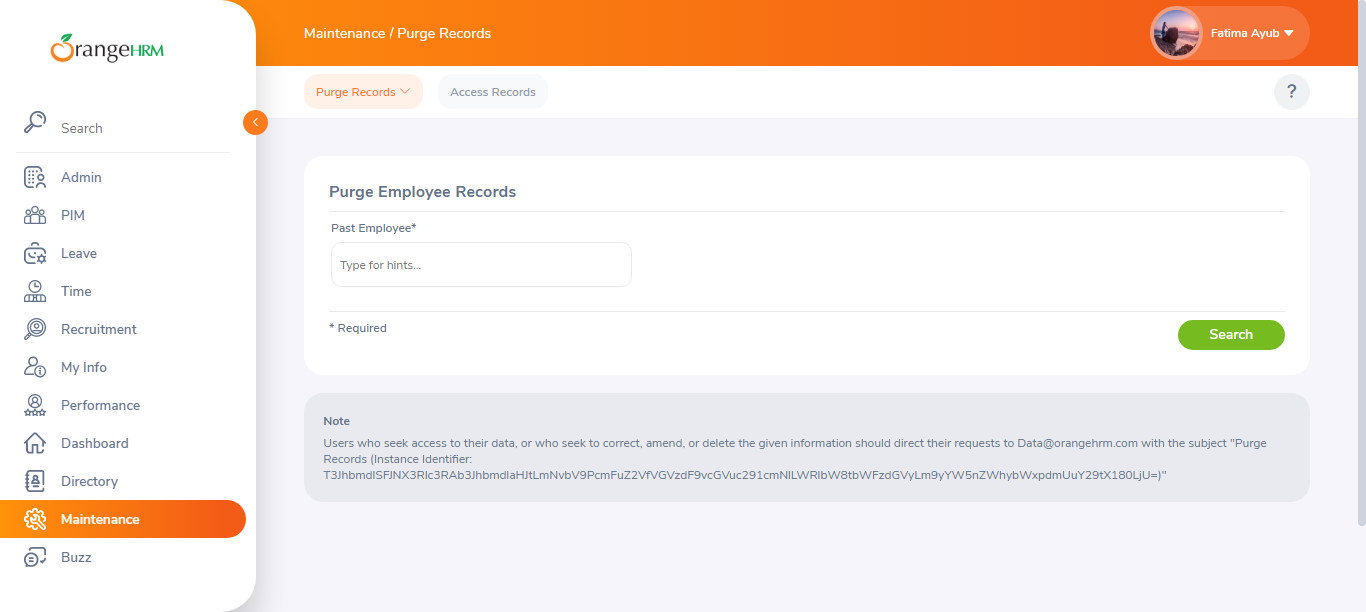 OrangeHRM
Maintenance / Purge Records
Fatima Ayub
Search
Purge Records
Access Records
?
Admin
PIM
Leave
Time
Recruitment
My Info
Performance
Dashboard
Directory
Maintenance
Buzz
Purge Employee Records
Past Employee*
Type for hints...
* Required
Search
Note
Users who seek access to their data, or who seek to correct, amend, or delete the given information should direct their requests to Data@orangehrm.com with the subject "Purge
Records (Instance Identifier: